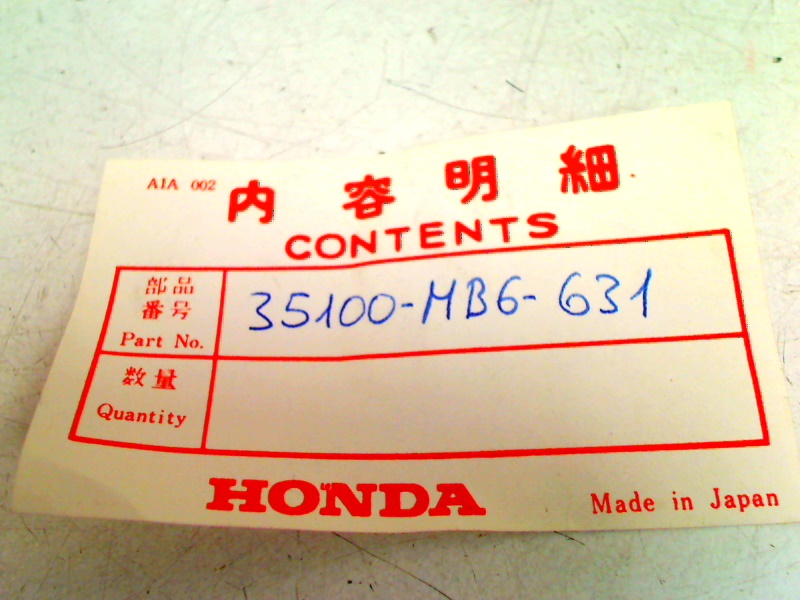 A1A 002
内容明細
CONTENTS
部品
番号
Part No.
35100-MB6-631
数量
Quantity
HONDA
Made in Japan